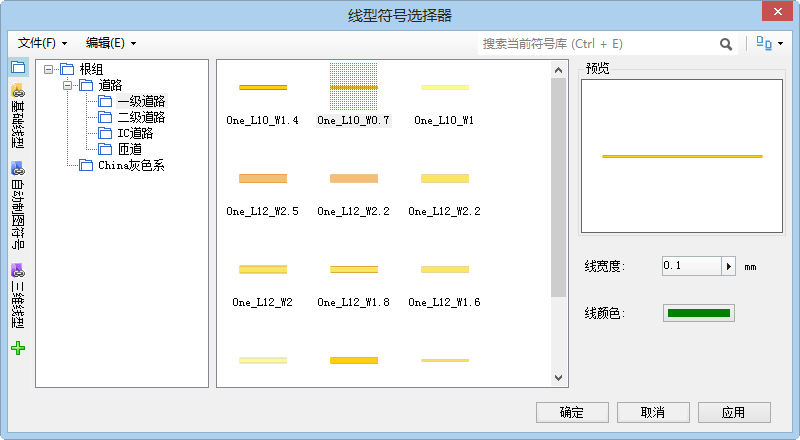 线型符号选择器
文件(F)
编辑(E)
搜索当前符号库 (Ctrl + E)
基础线型
自动制图符号
三维线型
根组
道路
一级道路
二级道路
IC道路
匝道
China灰色系
One_L10_W1.4
One_L10_W0.7
One_L10_W1
One_L12_W2.5
One_L12_W2.2
One_L12_W2.2
One_L12_W2
One_L12_W1.8
One_L12_W1.6
预览
线宽度:
0.1
mm
线颜色:
确定
取消
应用